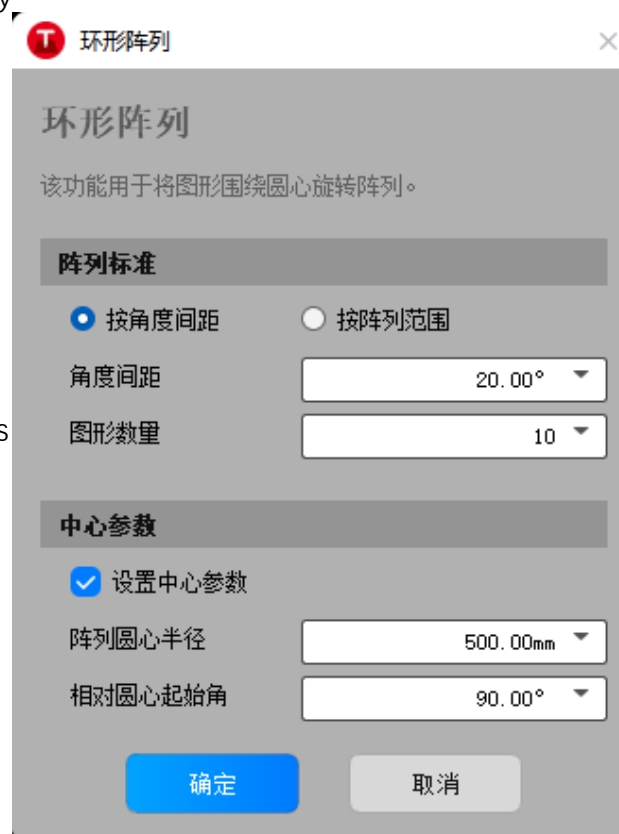 y
T 环形阵列
环形阵列
该功能用于将图形围绕圆心旋转阵列。
阵列标准
按角度间距 按阵列范围
角度间距 20.00°
图形数量 10
s
中心参数
设置中心参数
阵列圆心半径 500.00mm
相对圆心起始角 90.00°
确定 取消